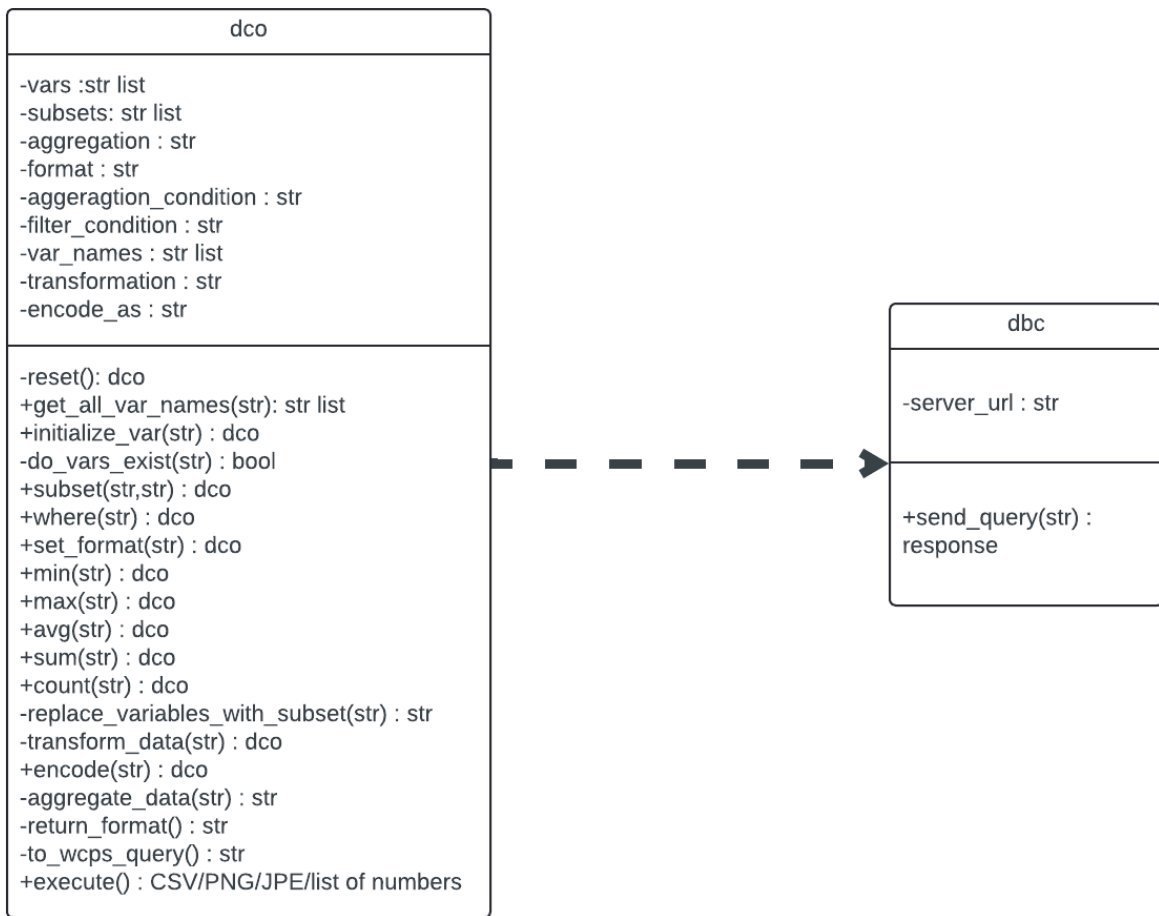 dco
-vars :str list
-subsets: str list
-aggregation : str
-format : str
-aggeragtion_condition : str
-filter_condition : str
-var_names : str list
-transformation : str
-encode_as : str
-reset(): dco
+get_all_var_names(str): str list
+initialize_var(str) : dco
-do_vars_exist(str) : bool
+subset(str,str) : dco
+where(str) : dco
+set_format(str) : dco
+min(str) : dco
+max(str) : dco
+avg(str) : dco
+sum(str) : dco
+count(str) : dco
-replace_variables_with_subset(str) : str
-transform_data(str) : dco
+encode(str) : dco
-aggregate_data(str) : str
-return_format() : str
-to_wcps_query() : str
+execute() : CSV/PNG/JPE/list of numbers
dbc
-server_url : str
+send_query(str) :
response